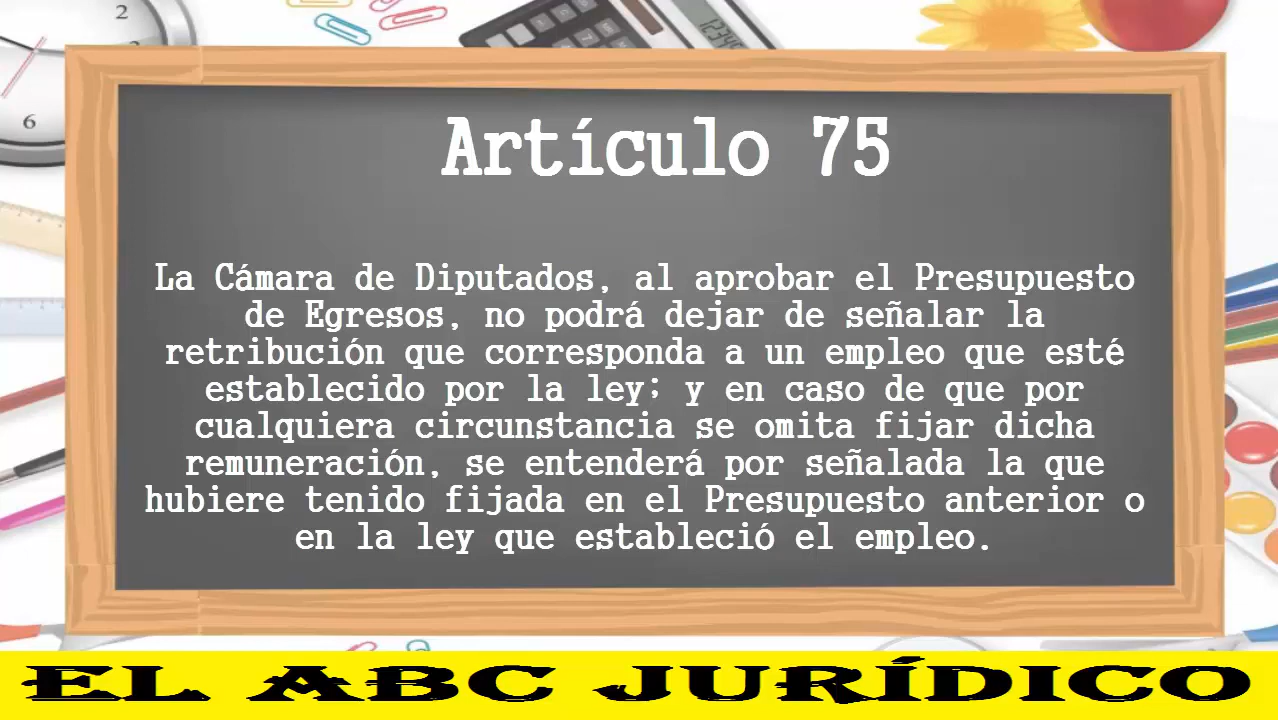 Artículo 75
La Cámara de Diputados, al aprobar el Presupuesto
de Egresos, no podrá dejar de señalar la
retribución que corresponda a un empleo que esté
establecido por la ley; y en caso de que por
cualquiera circunstancia se omita fijar dicha
remuneración, se entenderá por señalada la que
hubiere tenido fijada en el Presupuesto anterior o
en la ley que estableció el empleo.
EL ABC JURÍDICO
2
6